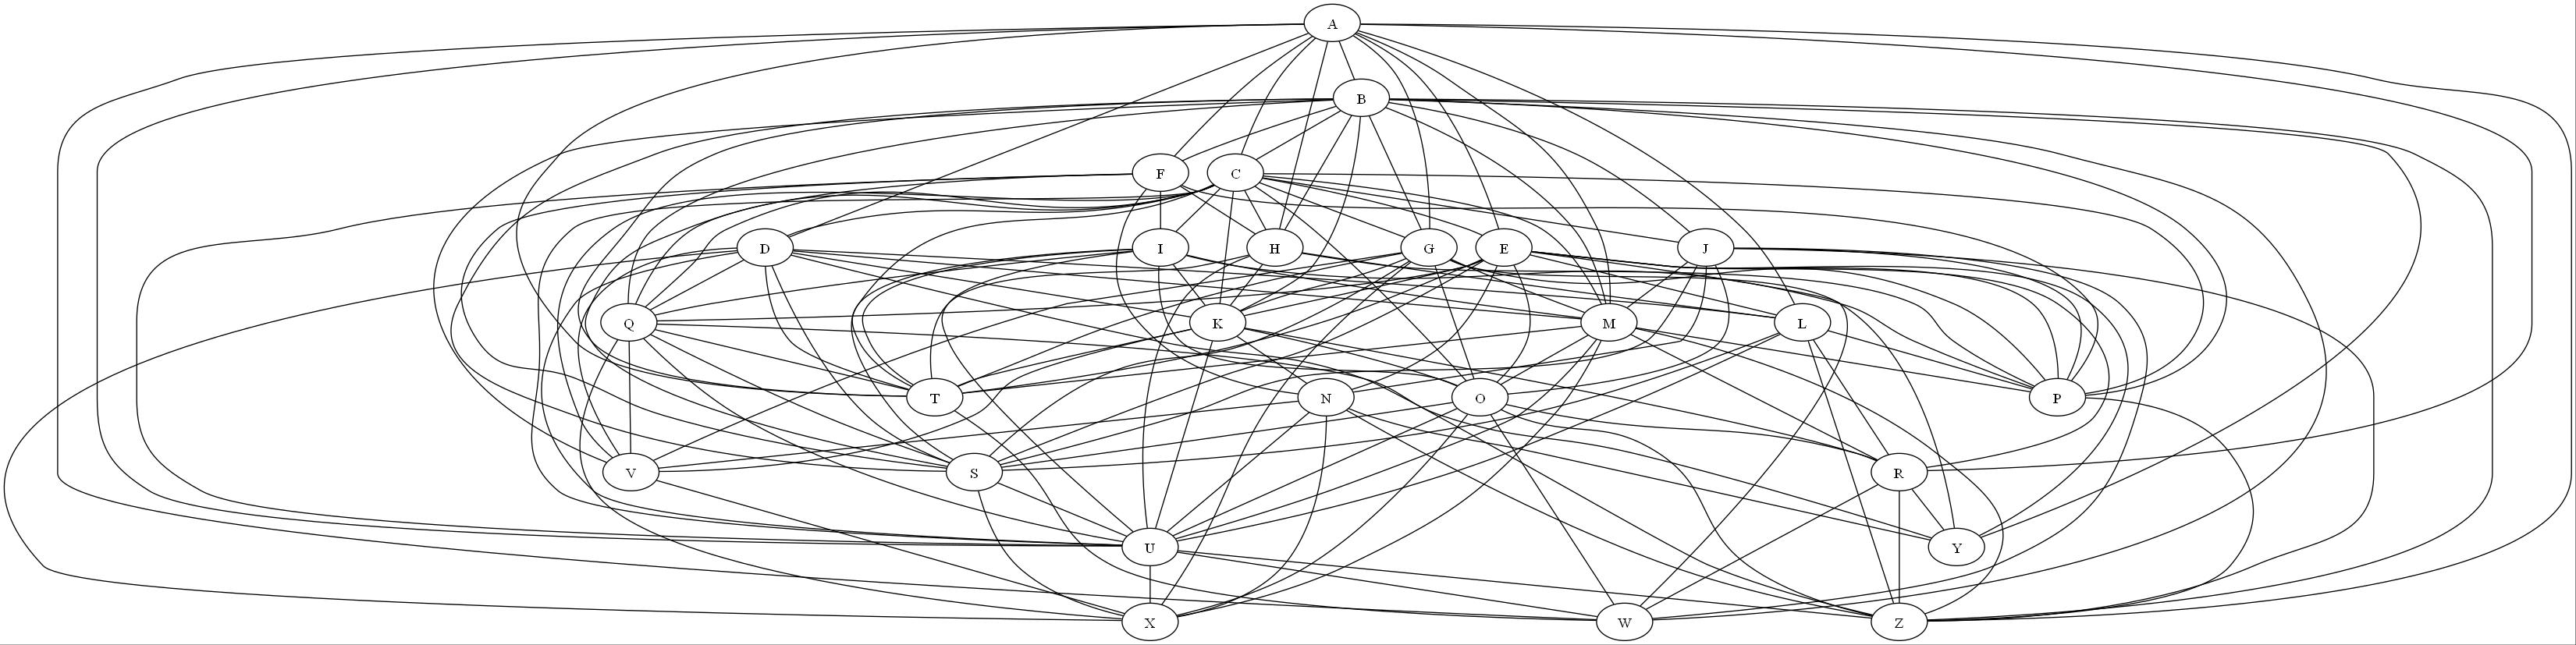 A
B
F C
D I H G E J
Q K M L
T N O P
V S R
U Y
X W Z